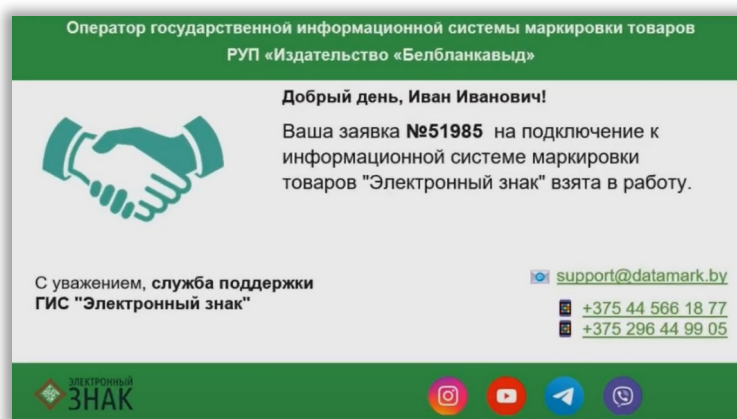 Оператор государственной информационной системы маркировки товаров
РУП «Издательство «Белбланкавыд»
Добрый день, Иван Иванович!
Ваша заявка №51985 на подключение к
информационной системе маркировки
товаров "Электронный знак" взята в работу.
С уважением, служба поддержки
ГИС "Электронный знак"
support@datamark.by
+375 44 566 18 77
+375 296 44 99 05
ЭЛЕКТРОННЫЙ
ЗНАК